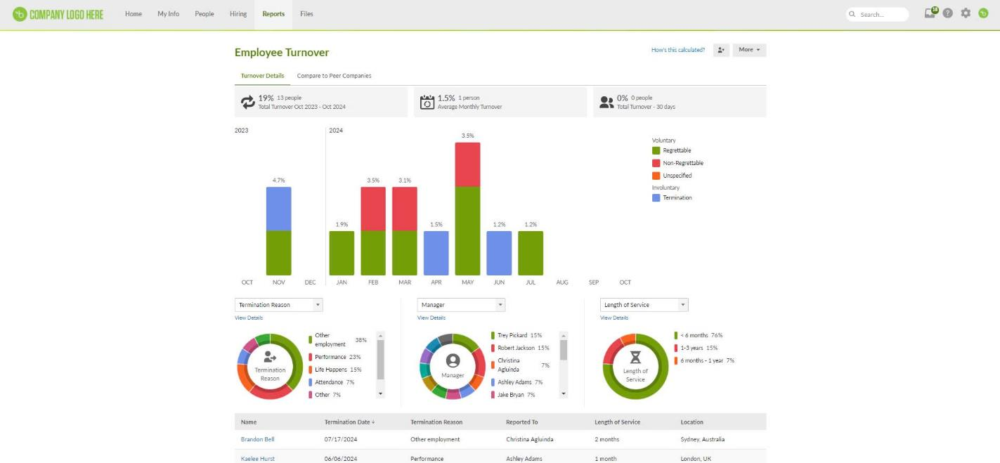 COMPANY LOGO HERE
Home My Info People Hiring Reports Files
Search...
18
Employee Turnover
How's this calculated?
More
Turnover Details Compare to Peer Companies
19% 13 people
Total Turnover Oct 2023 - Oct 2024
1.5% 1 person
Average Monthly Turnover
0% 0 people
Total Turnover - 30 days
2023 2024
4.7% 1.9% 3.5% 3.1% 1.5% 3.5% 1.2% 1.2%
OCT NOV DEC JAN FEB MAR APR MAY JUN JUL AUG SEP OCT
Voluntary
Regrettable
Non-Regrettable
Unspecified
Involuntary
Termination
Termination Reason
View Details
Termination
Reason
Other
employment 38%
Performance 23%
Life Happens 15%
Attendance 7%
Other 7%
Manager
View Details
Manager
Trey Pickard 15%
Robert Jackson 15%
Christina
Agluinda 7%
Ashley Adams 7%
Jake Bryan 7%
Length of Service
View Details
Length of
Service
< 6 months 76%
1-3 years 15%
6 months - 1 year 7%
Name Termination Date Termination Reason Reported To Length of Service Location
Brandon Bell 07/17/2024 Other employment Christina Agluinda 2 months Sydney, Australia
Kaelee Hurst 06/06/2024 Performance Ashley Adams 1 month London, UK